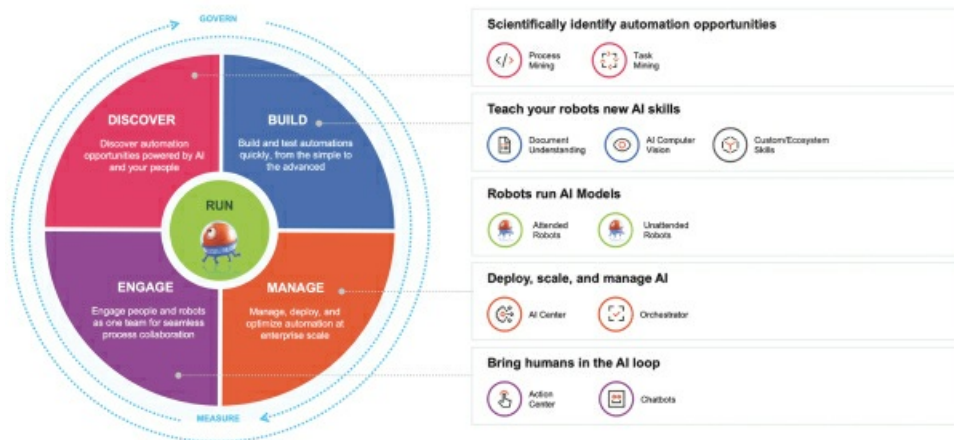 GOVERN
DISCOVER
Discover automation
opportunities powered by AI
and your people
BUILD
Build and test automations
quickly, from the simple to
the advanced
RUN
ENGAGE
Engage people and robots
as one team for seamless
process collaboration
MANAGE
Manage, deploy, and
optimize automation at
enterprise scale
MEASURE
Scientifically identify automation opportunities
Process
Mining
Task
Mining
Teach your robots new AI skills
Document
Understanding
AI Computer
Vision
Custom/Ecosystem
Skills
Robots run AI Models
Attended
Robots
Unattended
Robots
Deploy, scale, and manage AI
AI Center
Orchestrator
Bring humans in the AI loop
Action
Center
Chatbots